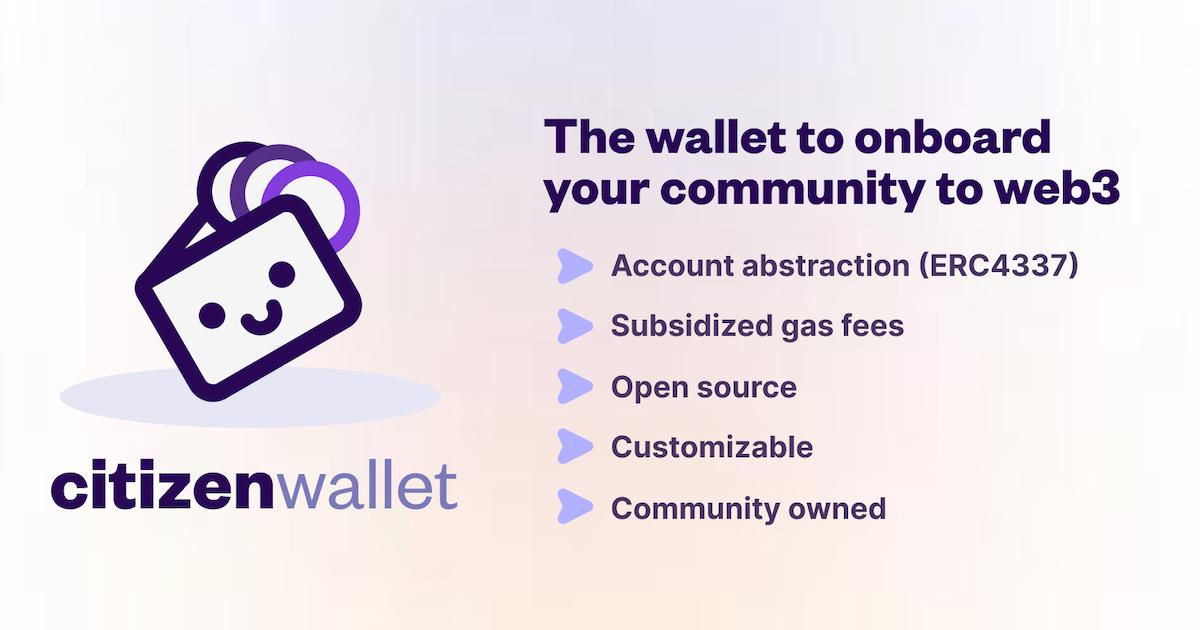 The wallet to onboard
your community to web3
Account abstraction (ERC4337)
Subsidized gas fees
Open source
Customizable
Community owned
citizenwallet